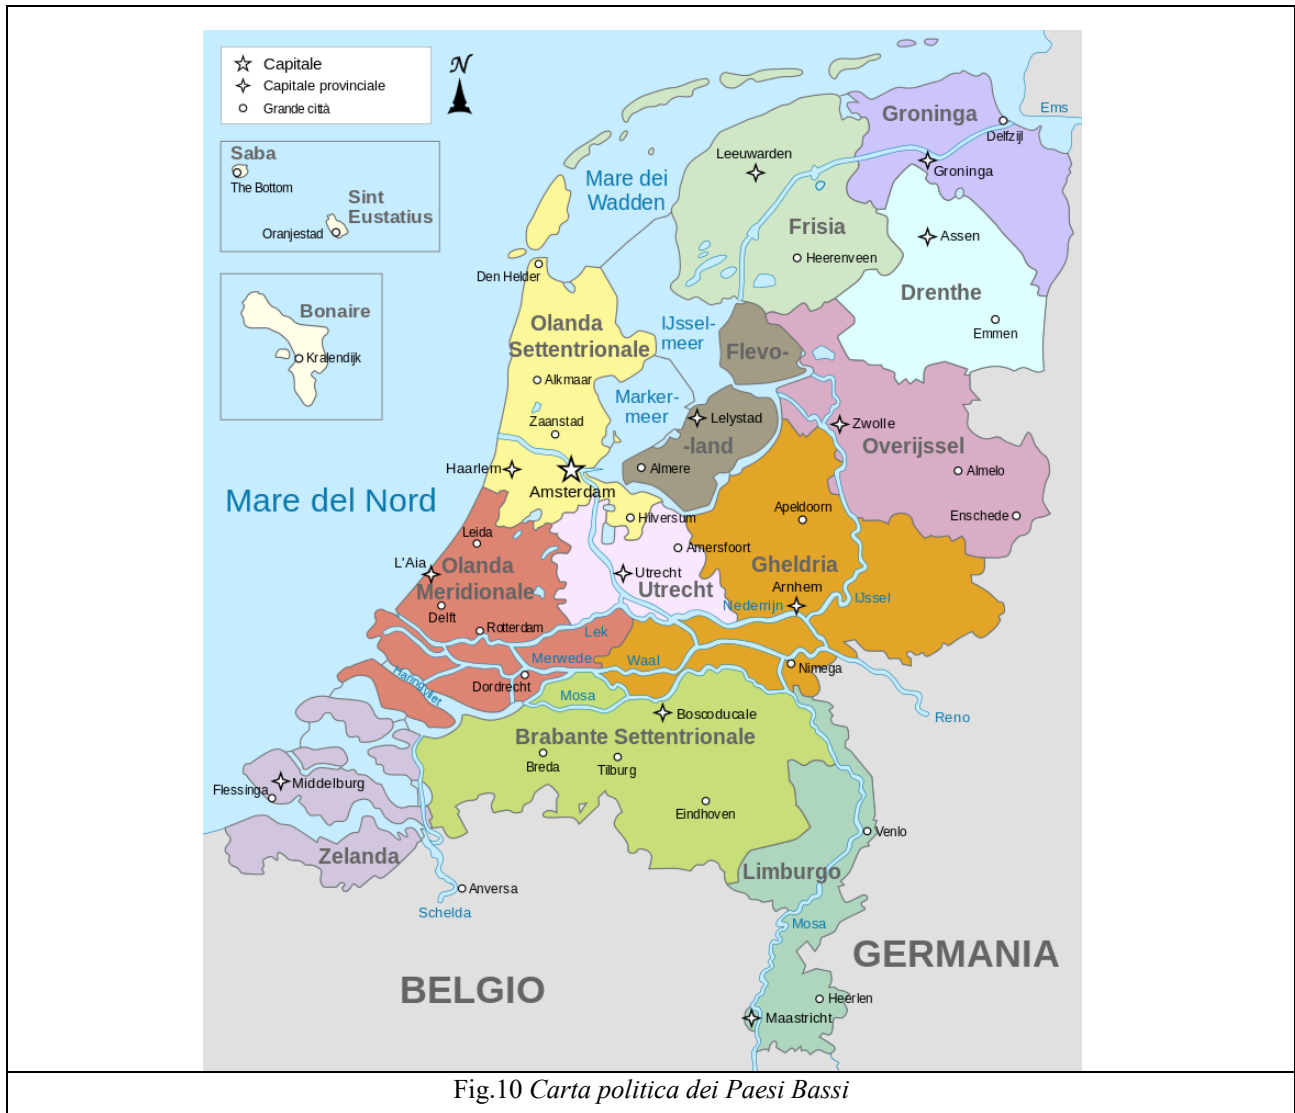 Capitale
Capitale provinciale
Grande città
N
Saba
The Bottom
Sint
Eustatius
Oranjestad
Bonaire
Kralendijk
Groninga
Ems
Delfzijl
Leeuwarden
Groninga
Mare dei
Wadden
Frisia
Assen
Heerenveen
Den Helder
Drenthe
Olanda
Settentrionale
IJssel-
meer
Emmen
Flevo-
Alkmaar
Marker-
meer
Zaanstad
Lelystad
Zwolle
-land
Overijssel
Haarlem
Almere
Almelo
Amsterdam
Mare del Nord
Apeldoorn
Hilversum
Enschede
Leida
Amersfoort
L'Aia
Olanda
Meridionale
Utrecht
Utrecht
Gheldria
Arnhem
Nederrijn
IJssel
Delft
Rotterdam
Lek
Merwede
Waal
Nimega
Haringvliet
Dordrecht
Mosa
Reno
Boscoducale
Brabante Settentrionale
Breda
Tilburg
Middelburg
Flessinga
Eindhoven
Venlo
Zelanda
Limburgo
Anversa
Schelda
Mosa
GERMANIA
BELGIO
Heerlen
Maastricht
Fig.10 Carta politica dei Paesi Bassi